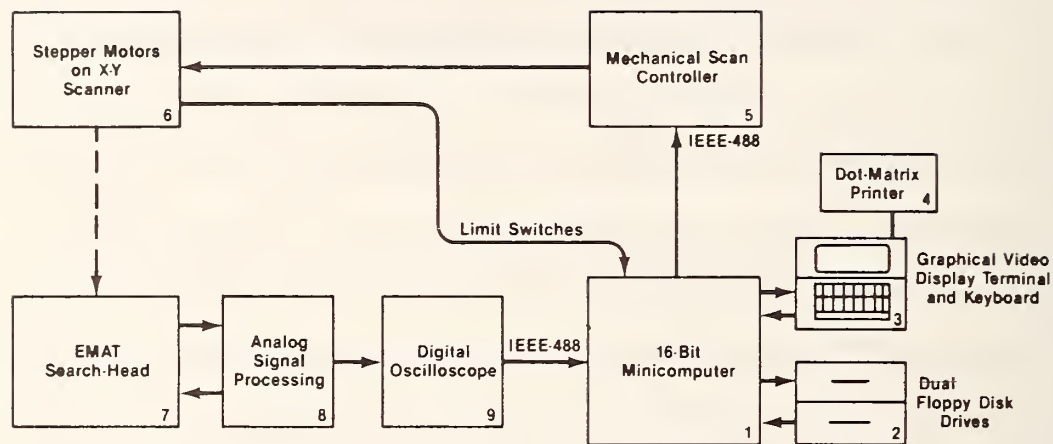 Stepper Motors
on X-Y
Scanner
6
Mechanical Scan
Controller
5
IEEE-488
Dot-Matrix
Printer
4
Limit Switches
Graphical Video
Display Terminal
and Keyboard
3
EMAT
Search-Head
7
Analog
Signal
Processing
8
Digital
Oscilloscope
9
IEEE-488
16-Bit
Minicomputer
1
Dual
Floppy Disk
Drives
2